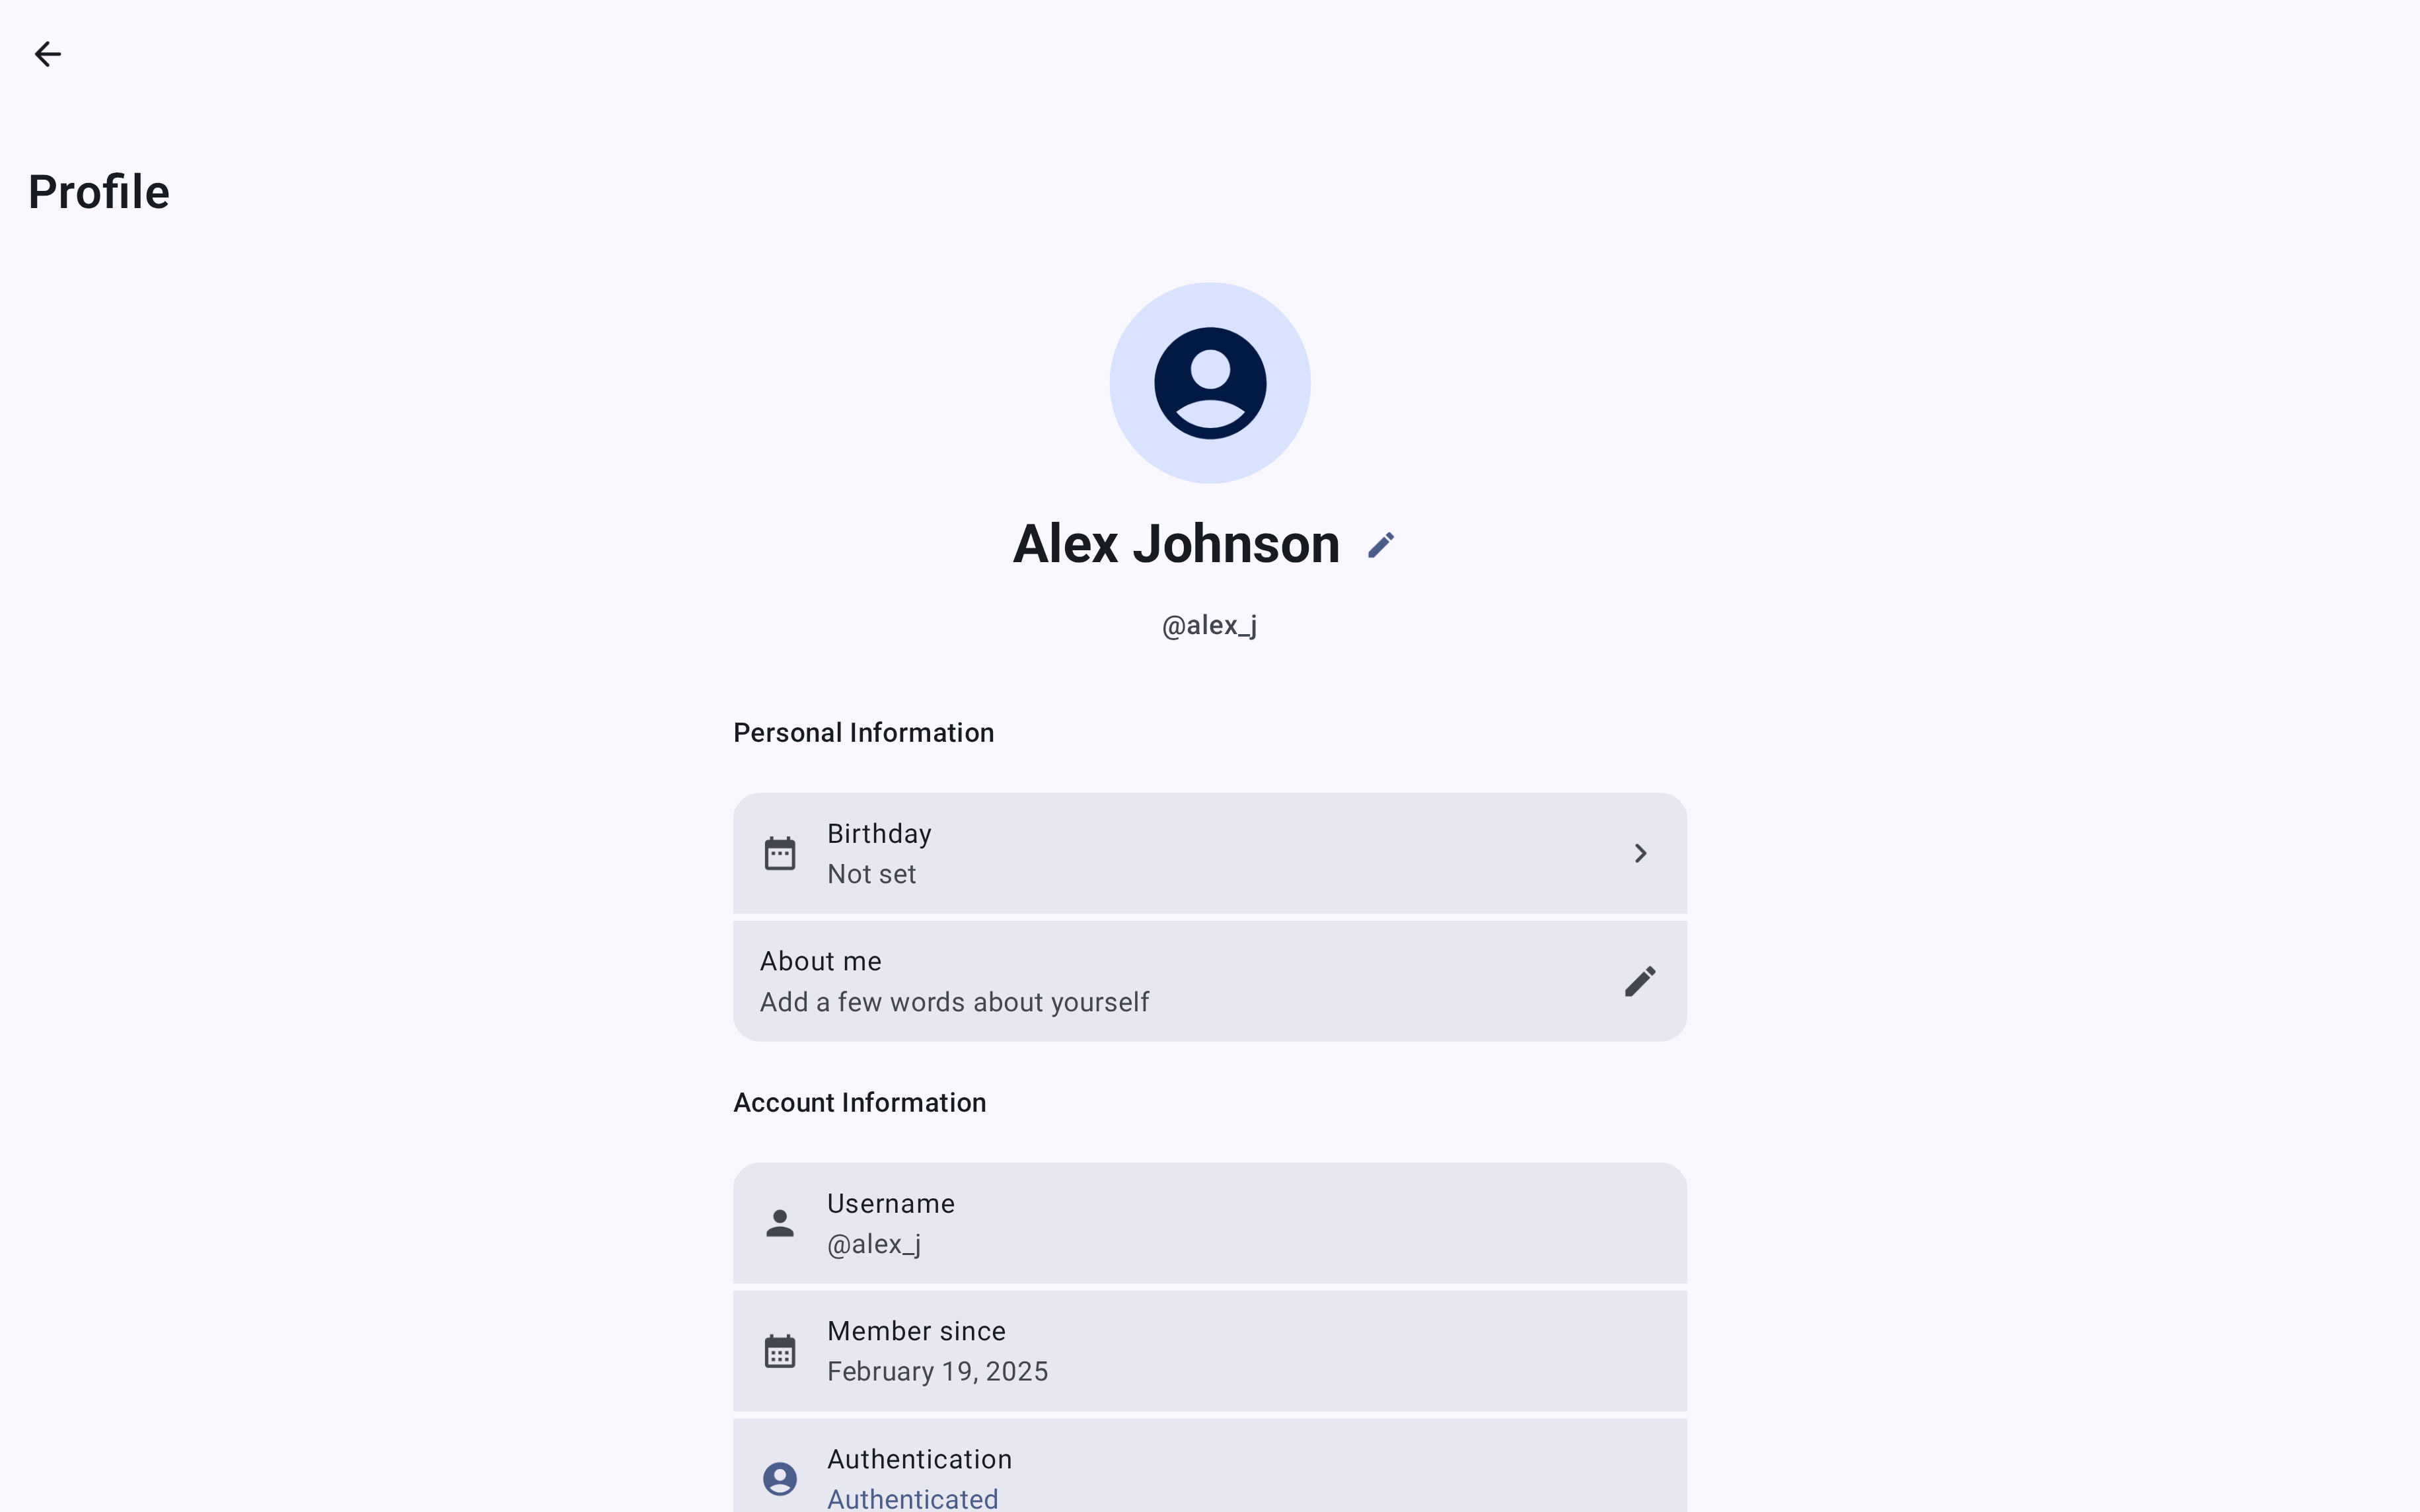 Profile
Alex Johnson
@alex_j
Personal Information
Birthday
Not set
About me
Add a few words about yourself
Account Information
Username
@alex_j
Member since
February 19, 2025
Authentication
Authenticated